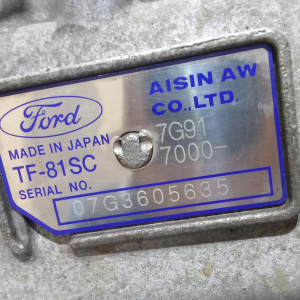 Ford
AISIN AW
CO.,LTD.
MADE IN JAPAN
TF-81SC
7G91
7000-
SERIAL NO.
07G3605635